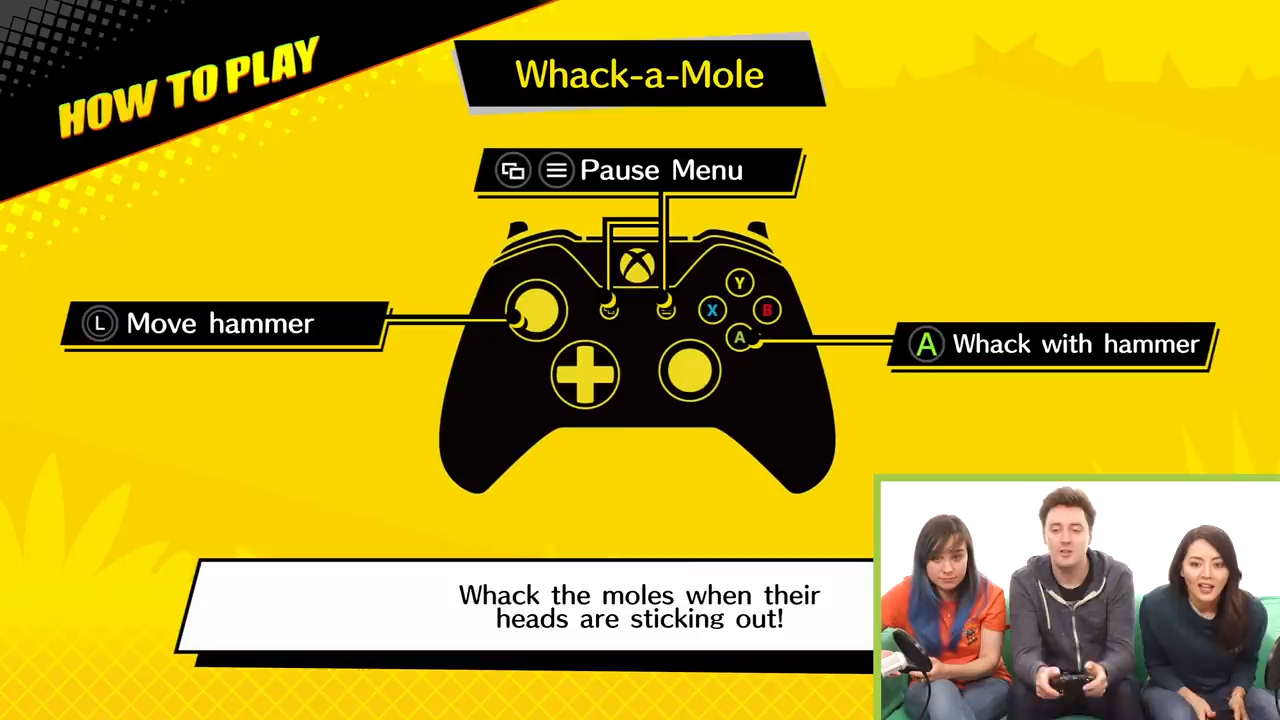 HOW TO PLAY
Whack-a-Mole
Pause Menu
L Move hammer
Y
X B
A
A Whack with hammer
Whack the moles when their
heads are sticking out!